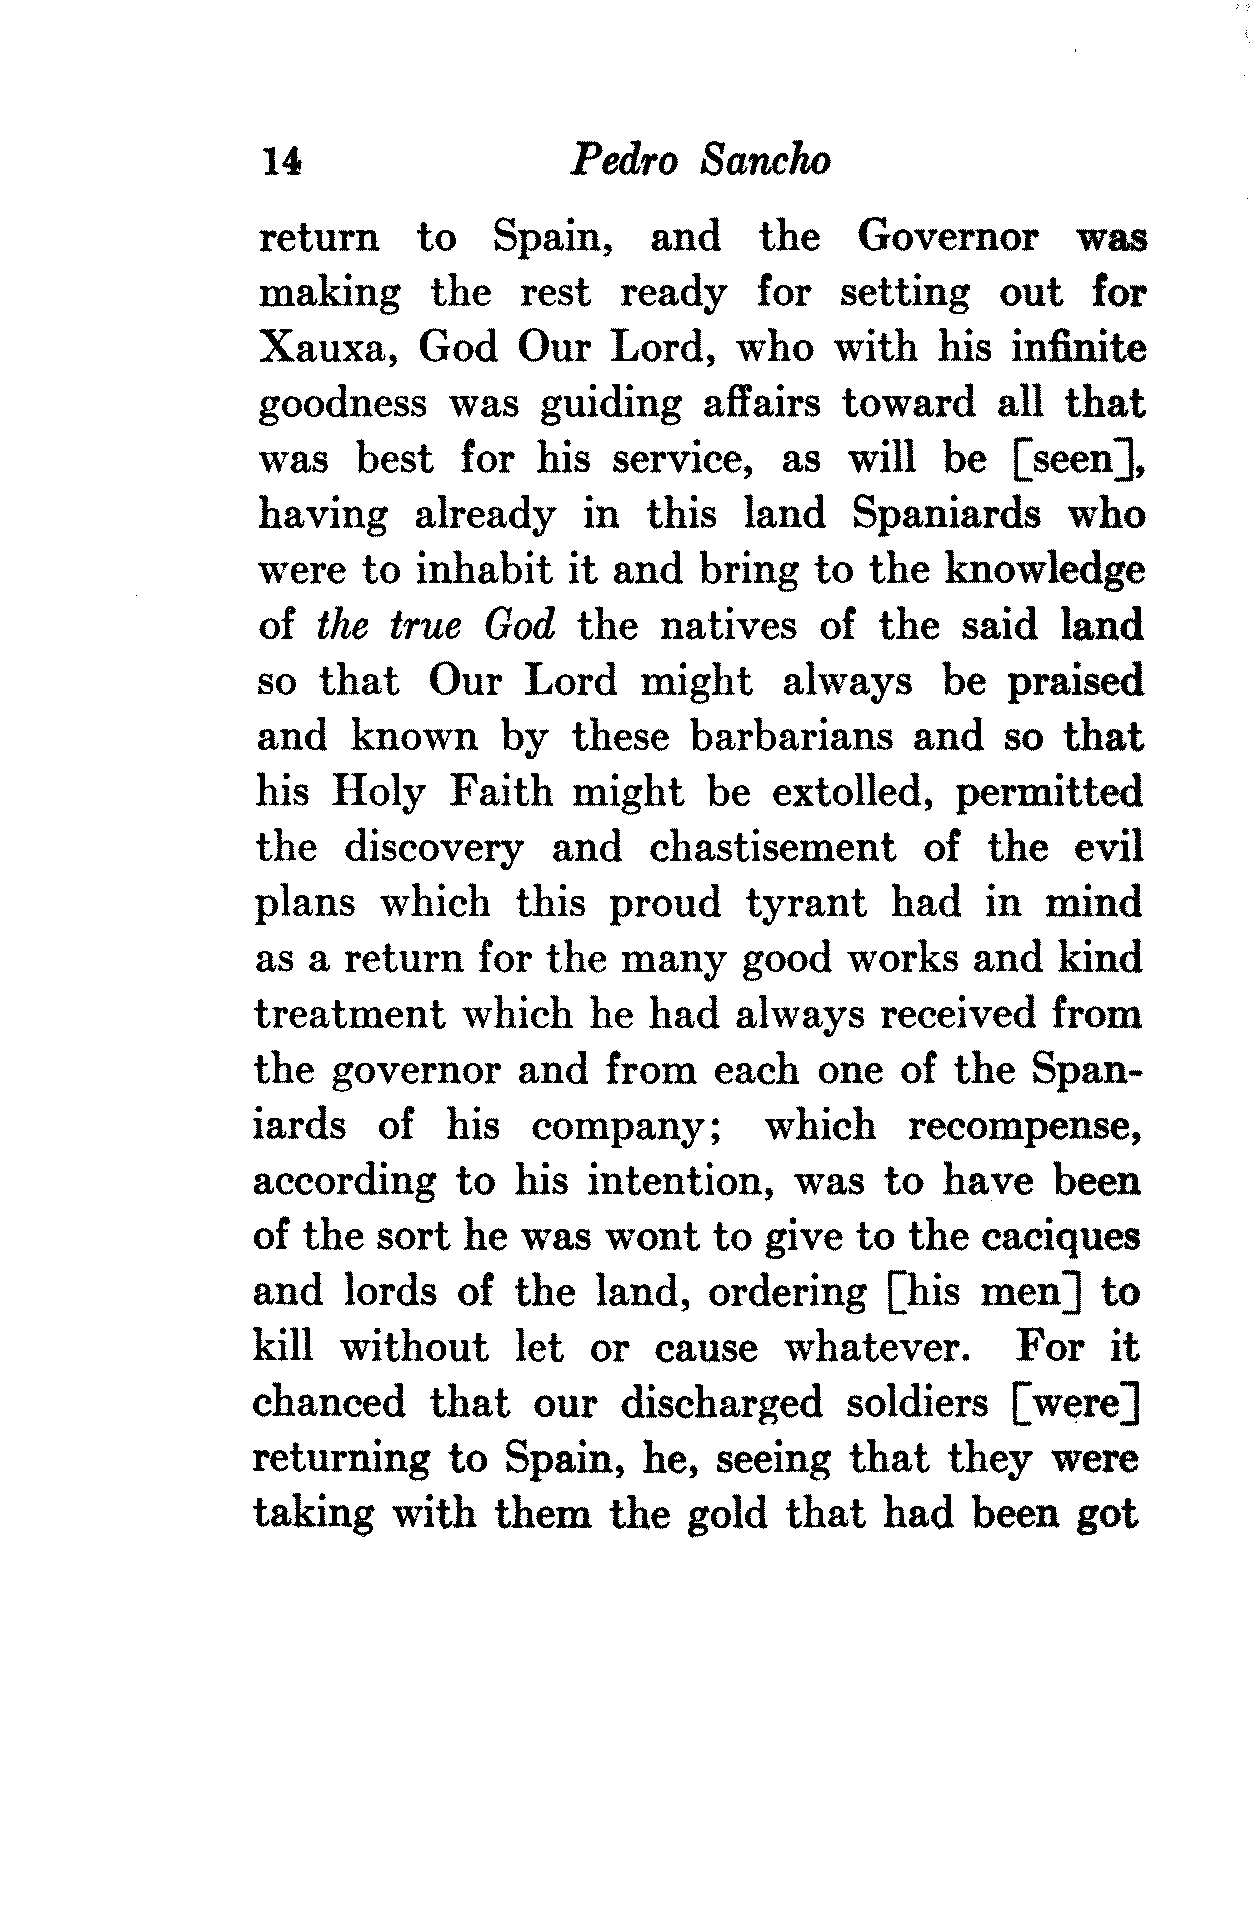 14 Pedro Sancho
return to Spain, and the Governor was
making the rest ready for setting out for
Xauxa, God Our Lord, who with his infinite
goodness was guiding affairs toward all that
was best for his service, as will be [seen],
having already in this land Spaniards who
were to inhabit it and bring to the knowledge
of the true God the natives of the said land
so that Our Lord might always be praised
and known by these barbarians and so that
his Holy Faith might be extolled, permitted
the discovery and chastisement of the evil
plans which this proud tyrant had in mind
as a return for the many good works and kind
treatment which he had always received from
the governor and from each one of the Span-
iards of his company; which recompense,
according to his intention, was to have been
of the sort he was wont to give to the caciques
and lords of the land, ordering [his men] to
kill without let or cause whatever. For it
chanced that our discharged soldiers [were]
returning to Spain, he, seeing that they were
taking with them the gold that had been got